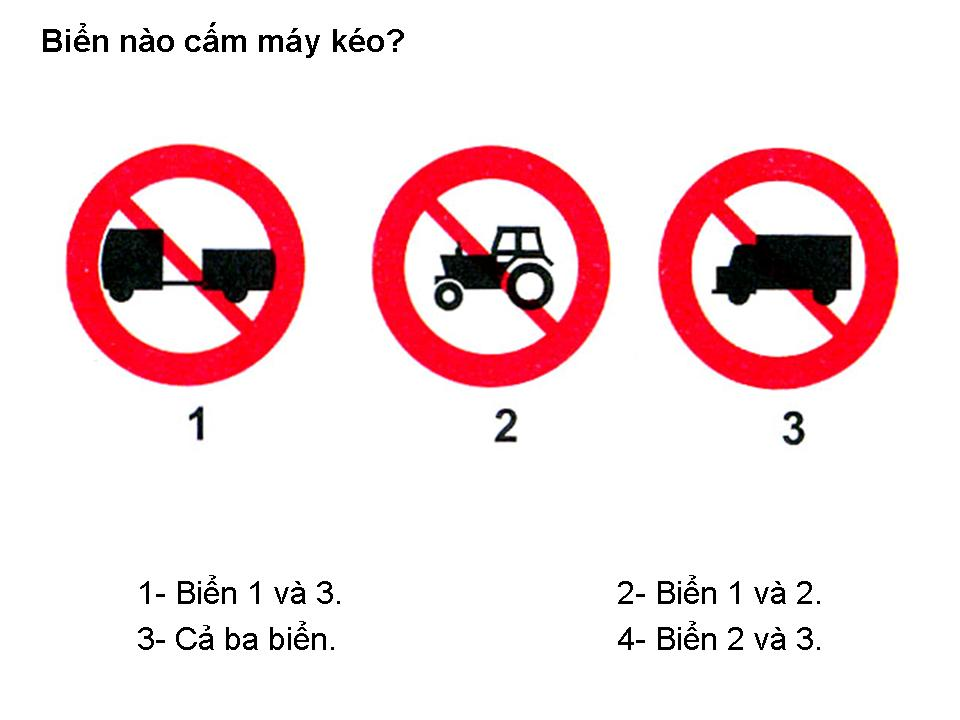 Biển nào cấm máy kéo?
1 2 3
1- Biển 1 và 3. 2- Biển 1 và 2.
3- Cả ba biển. 4- Biển 2 và 3.